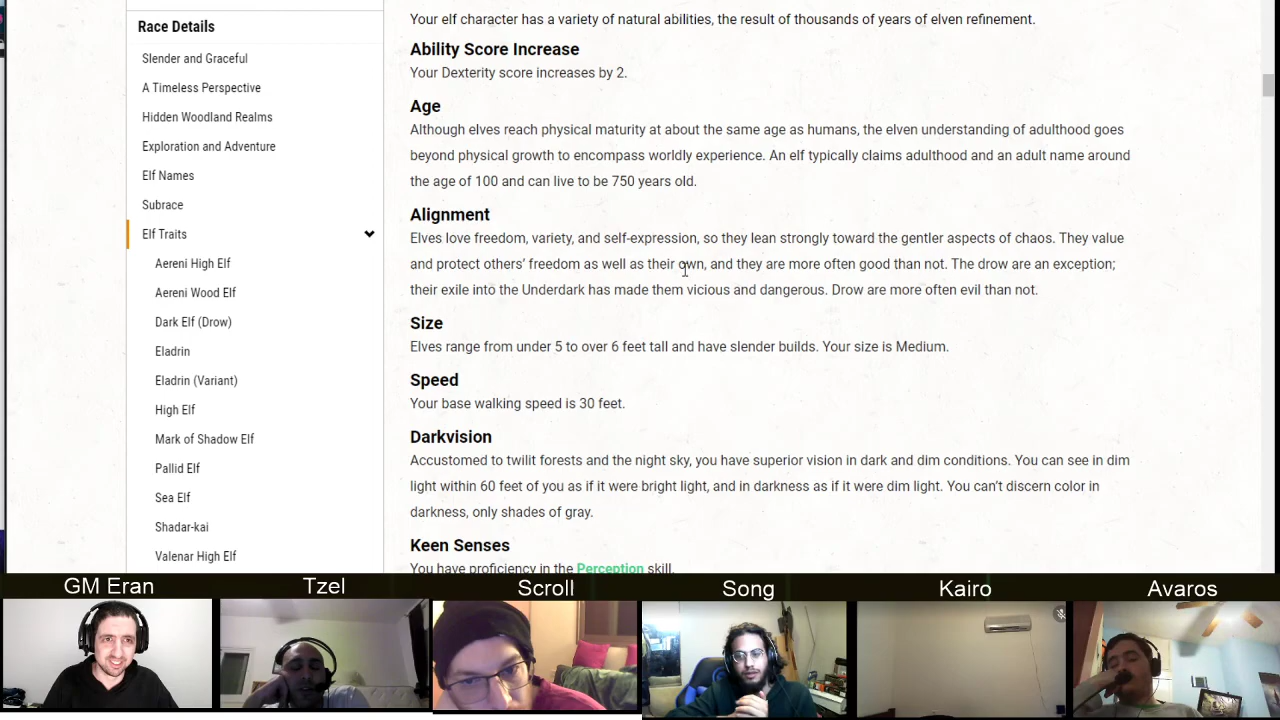 Race Details
Slender and Graceful
A Timeless Perspective
Hidden Woodland Realms
Exploration and Adventure
Elf Names
Subrace
Elf Traits
Aereni High Elf
Aereni Wood Elf
Dark Elf (Drow)
Eladrin
Eladrin (Variant)
High Elf
Mark of Shadow Elf
Pallid Elf
Sea Elf
Shadar-kai
Valenar High Elf
Your elf character has a variety of natural abilities, the result of thousands of years of elven refinement.
Ability Score Increase
Your Dexterity score increases by 2.
Age
Although elves reach physical maturity at about the same age as humans, the elven understanding of adulthood goes
beyond physical growth to encompass worldly experience. An elf typically claims adulthood and an adult name around
the age of 100 and can live to be 750 years old.
Alignment
Elves love freedom, variety, and self-expression, so they lean strongly toward the gentler aspects of chaos. They value
and protect others’ freedom as well as their own, and they are more often good than not. The drow are an exception;
their exile into the Underdark has made them vicious and dangerous. Drow are more often evil than not.
Size
Elves range from under 5 to over 6 feet tall and have slender builds. Your size is Medium.
Speed
Your base walking speed is 30 feet.
Darkvision
Accustomed to twilit forests and the night sky, you have superior vision in dark and dim conditions. You can see in dim
light within 60 feet of you as if it were bright light, and in darkness as if it were dim light. You can’t discern color in
darkness, only shades of gray.
Keen Senses
You have proficiency in the Perception skill.
GM Eran
Tzel
Scroll
Song
Kairo
Avaros